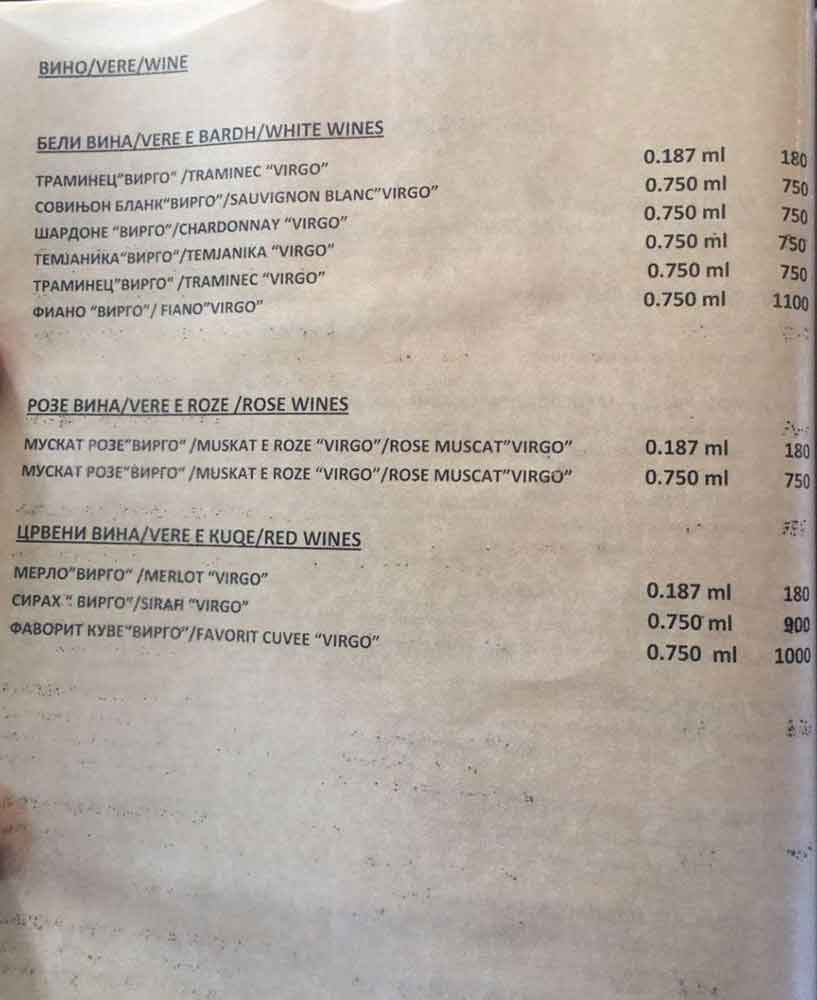 ВИНО/VERE/WINE
БЕЛИ ВИНА/VERE E BARDH/WHITE WINES
ТРАМИНЕЦ"ВИРГО" /TRAMINEC "VIRGO" 0.187 ml 180
СОВИЊОН БЛАНК"ВИРГО"/SAUVIGNON BLANC"VIRGO" 0.750 ml 750
ШАРДОНЕ "ВИРГО"/CHARDONNAY "VIRGO" 0.750 ml 750
ТЕМЈАНИКА"ВИРГО"/TEMJANIKA "VIRGO" 0.750 ml 750
ТРАМИНЕЦ"ВИРГО" /TRAMINEC "VIRGO" 0.750 ml 750
ФИАНО "ВИРГО"/ FIANO"VIRGO" 0.750 ml 1100
РОЗЕ ВИНА/VERE E ROZE /ROSE WINES
МУСКАТ РОЗЕ"ВИРГО" /MUSKAT E ROZE "VIRGO"/ROSE MUSCAT"VIRGO" 0.187 ml 180
МУСКАТ РОЗЕ"ВИРГО" /MUSKAT E ROZE "VIRGO"/ROSE MUSCAT"VIRGO" 0.750 ml 750
ЦРВЕНИ ВИНА/VERE E KUQE/RED WINES
МЕРЛО"ВИРГО" /MERLOT "VIRGO" 0.187 ml 180
СИРАХ " ВИРГО"/SIRAH "VIRGO" 0.750 ml 900
ФАВОРИТ КУВЕ"ВИРГО"/FAVORIT CUVEE "VIRGO" 0.750 ml 1000